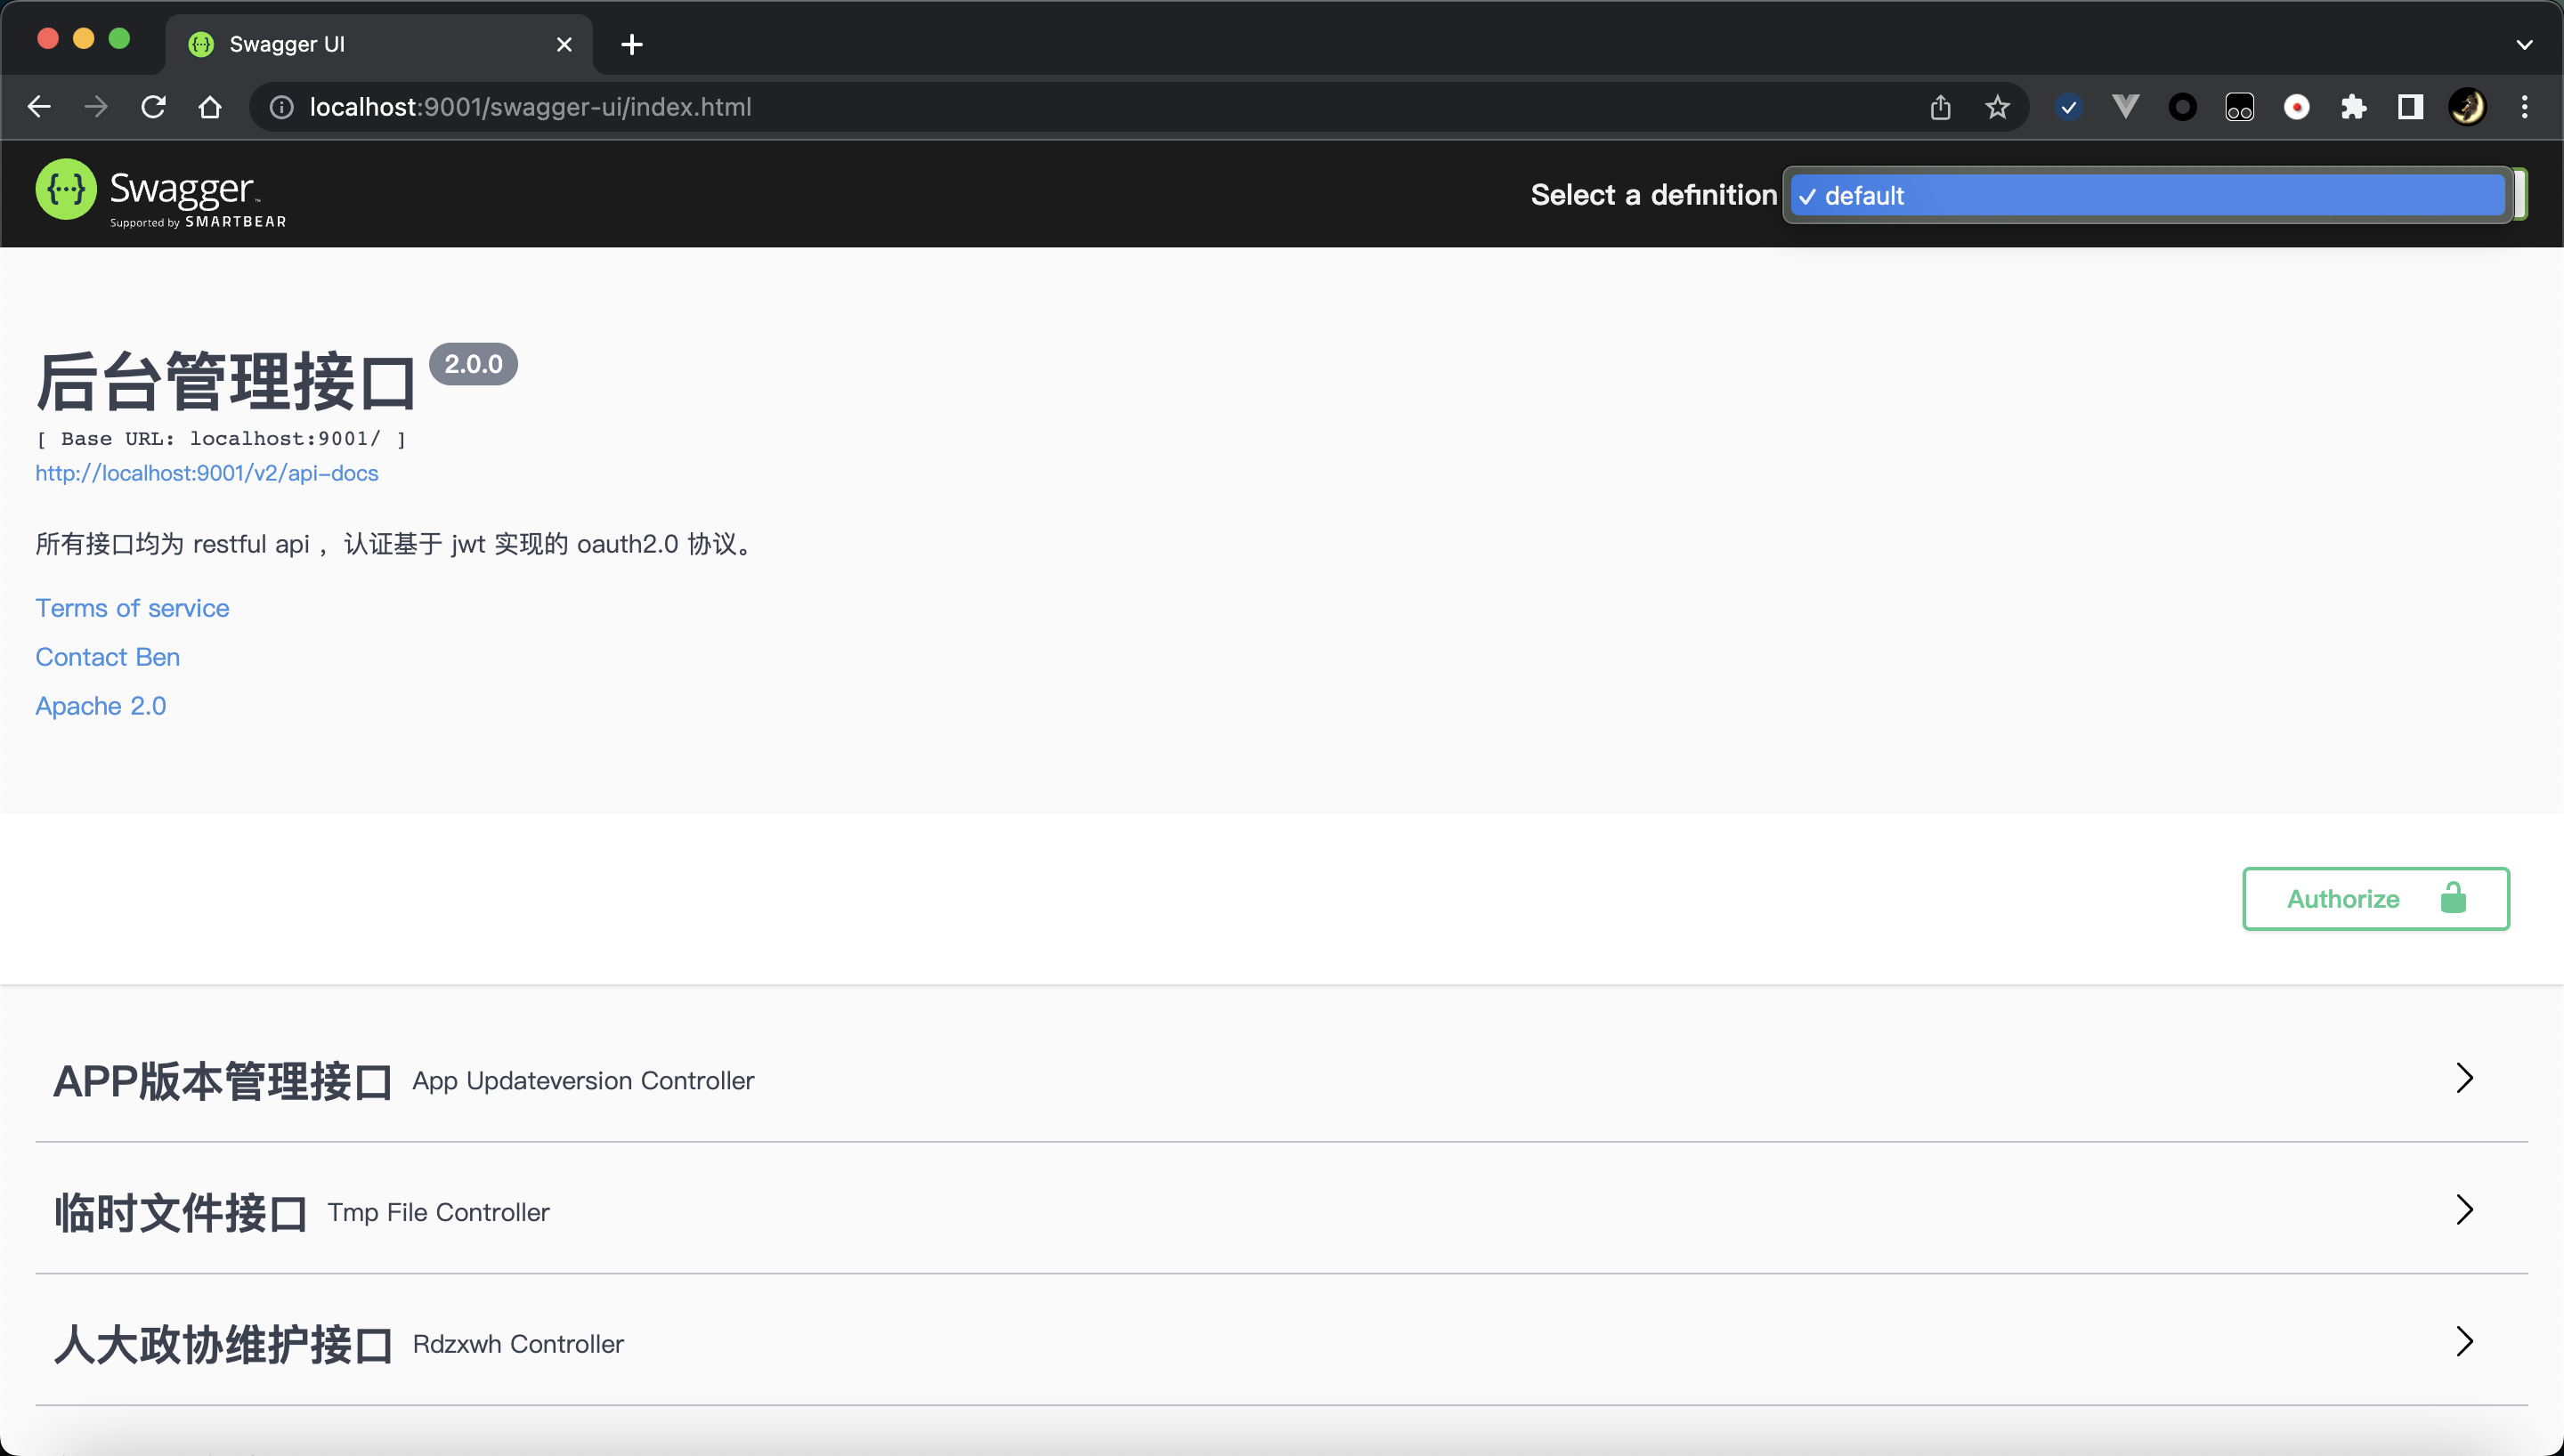 Swagger UI
localhost:9001/swagger-ui/index.html
Swagger
Supported by SMARTBEAR
Select a definition
✓ default
后台管理接口 2.0.0
[ Base URL: localhost:9001/ ]
http://localhost:9001/v2/api-docs
所有接口均为 restful api ，认证基于 jwt 实现的 oauth2.0 协议。
Terms of service
Contact Ben
Apache 2.0
Authorize
APP版本管理接口 App Updateversion Controller
临时文件接口 Tmp File Controller
人大政协维护接口 Rdzxwh Controller